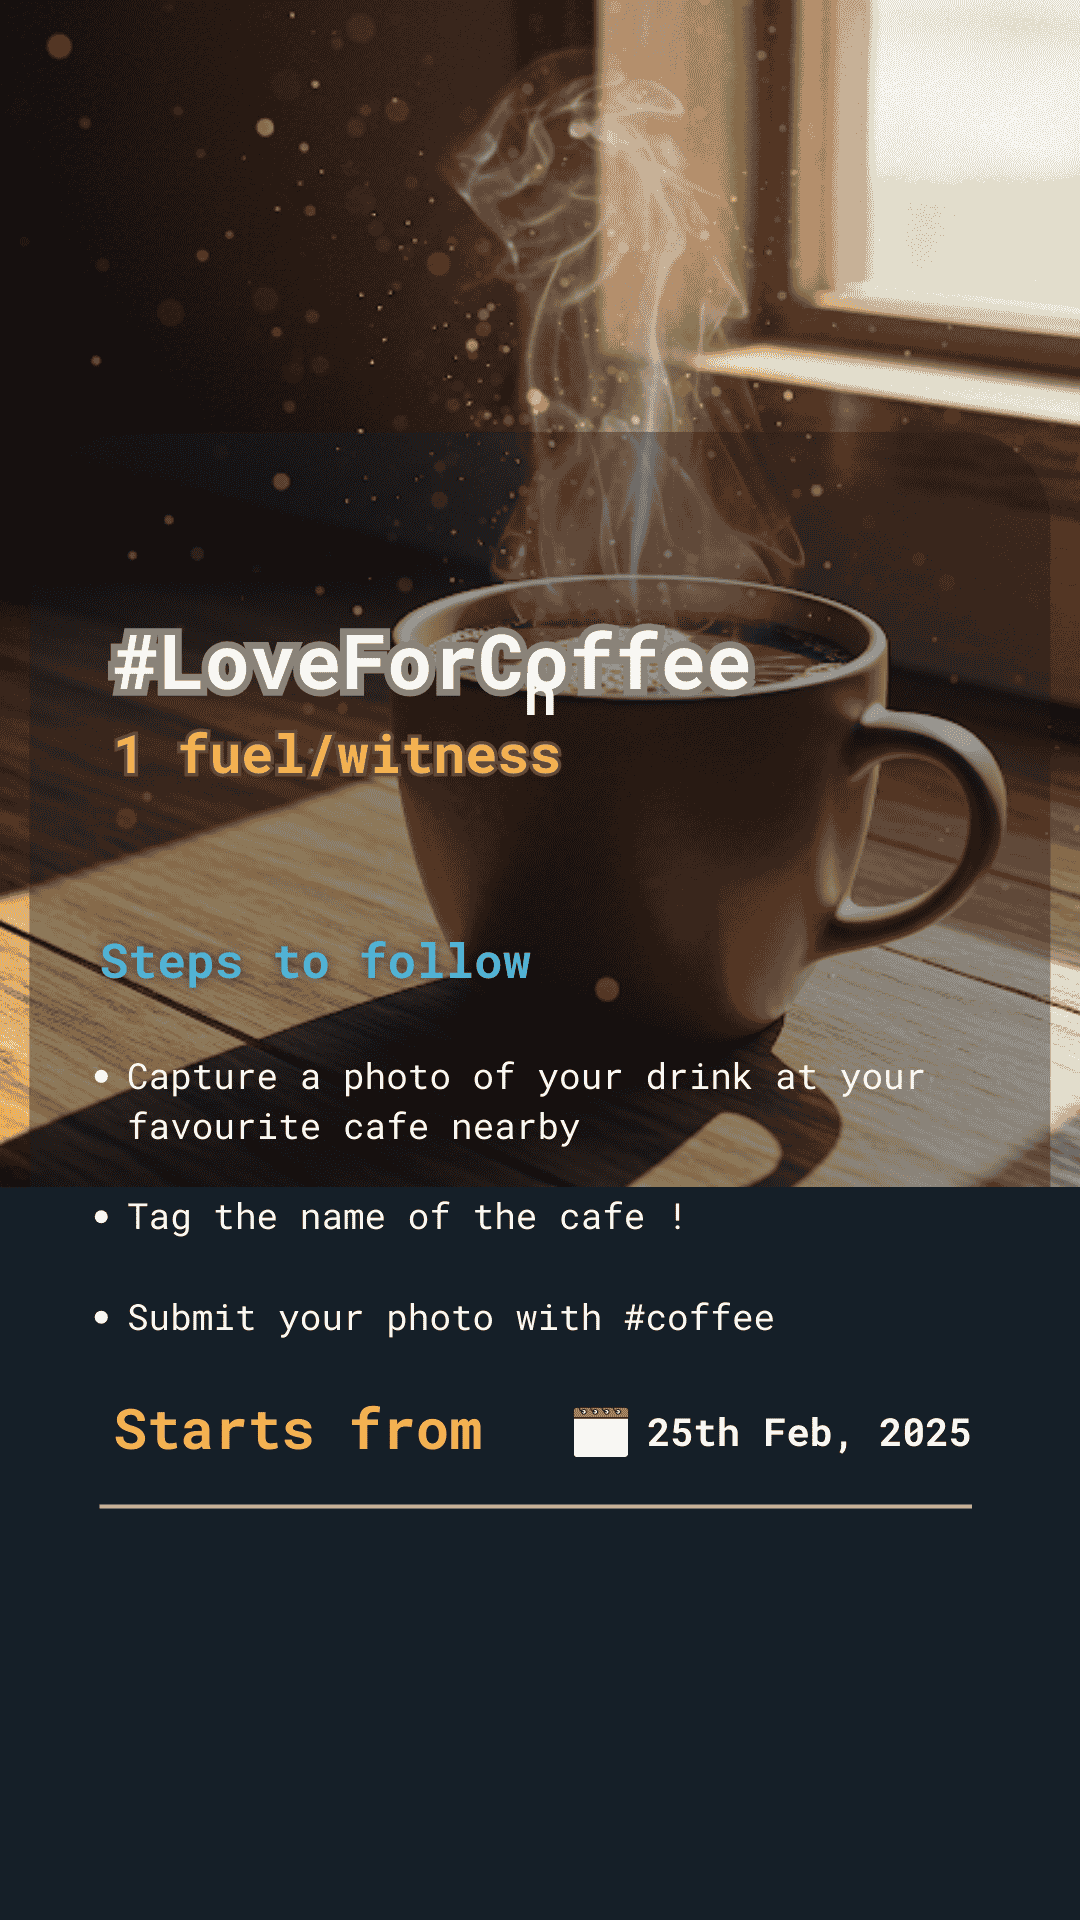 #LoveForCoffee
n
1 fuel/witness
Steps to follow
• Capture a photo of your drink at your
favourite cafe nearby
• Tag the name of the cafe !
• Submit your photo with #coffee
Starts from
25th Feb, 2025